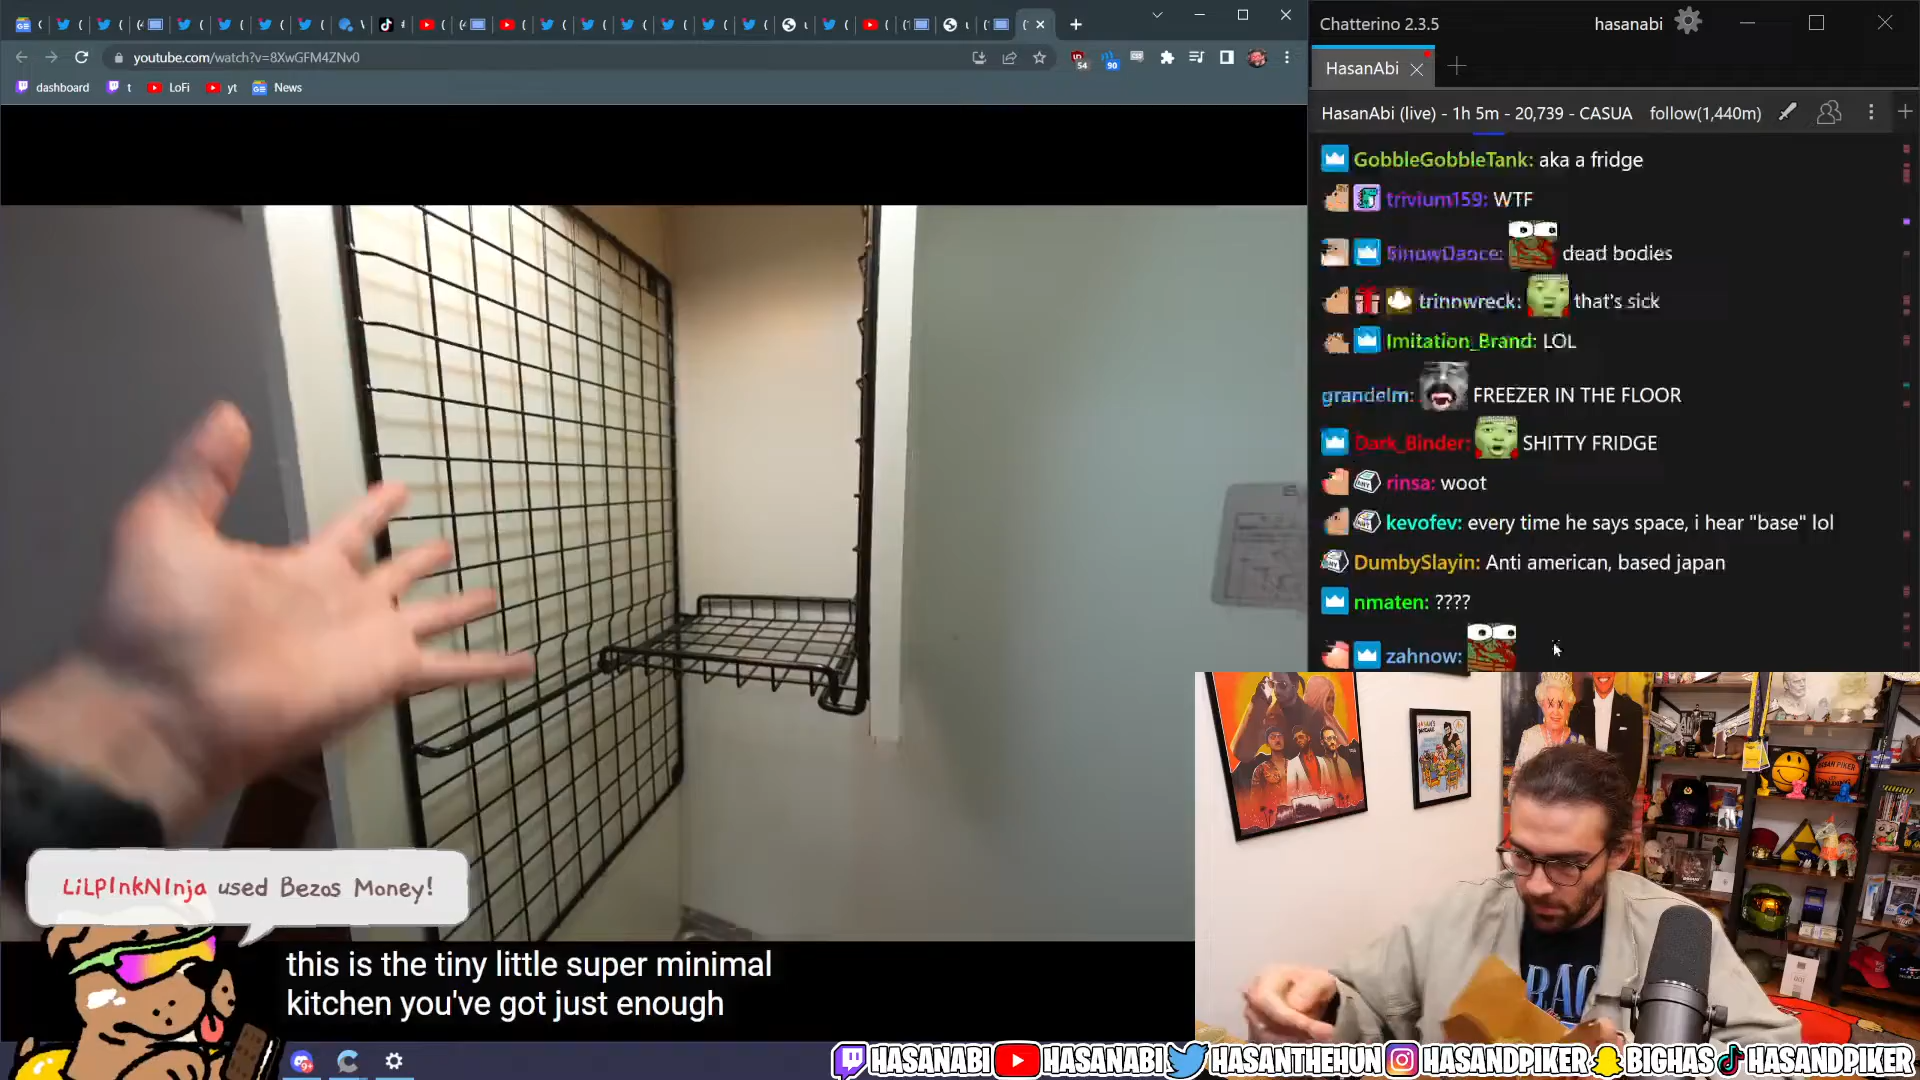 youtube.com/watch?v=8XwGFM4ZNv0
54
90
dashboard
t
LoFi
yt
News
Chatterino 2.3.5
hasanabi
HasanAbi
HasanAbi (live) - 1h 5m - 20,739 - CASUA
follow(1,440m)
GobbleGobbleTank: aka a fridge
trivium159: WTF
dead bodies
trinnwreck: that's sick
Imitation_Brand: LOL
grandelm: FREEZER IN THE FLOOR
Dark_Binder: SHITTY FRIDGE
rinsa: woot
kevofev: every time he says space, i hear "base" lol
DumbySlayin: Anti american, based japan
nmaten: ????
zahnow:
LiLPInkNInja used Bezos Money!
this is the tiny little super minimal
kitchen you've got just enough
HASANABI HASANABI HASANTHEHUN HASANDPIKER BIGHAS HASANDPIKER